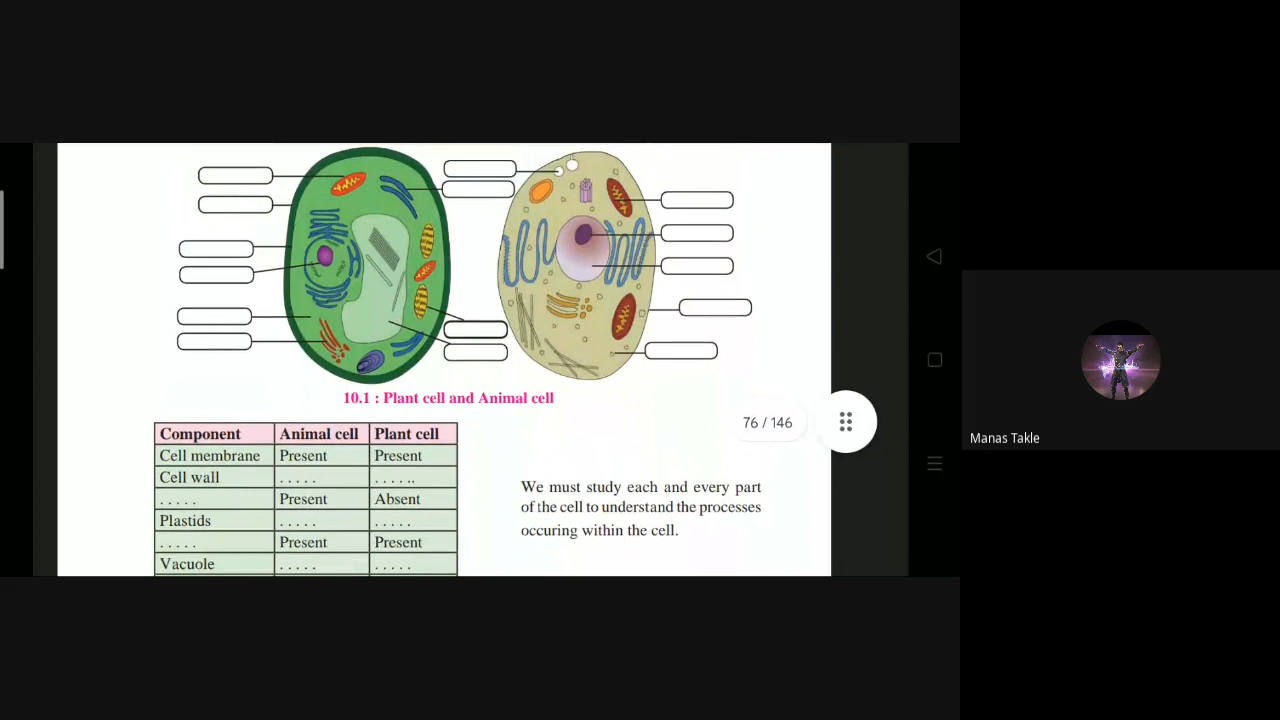 10.1 : Plant cell and Animal cell
76 / 146
Component Animal cell Plant cell
Cell membrane Present Present
Cell wall . . . . . . . . . ..
. . . . . Present Absent
Plastids . . . . . . . . . .
. . . . . Present Present
Vacuole . . . . . . . . . .
We must study each and every part
of the cell to understand the processes
occuring within the cell.
Manas Takle